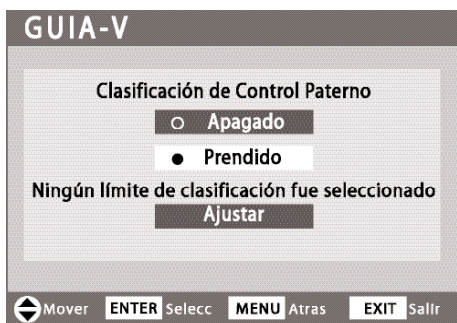 GUIA-V
Clasificación de Control Paterno
Apagado
Prendido
Ningún límite de clasificación fue seleccionado
Ajustar
Mover ENTER Selecc MENU Atras EXIT Salir